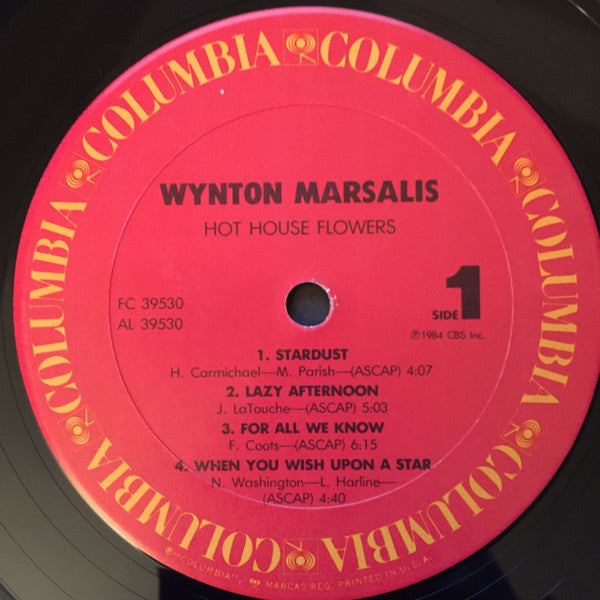 COLUMBIA COLUMBIA COLUMBIA COLUMBIA COLUMBIA COLUMBIA
WYNTON MARSALIS
HOT HOUSE FLOWERS
FC 39530
AL 39530
SIDE 1
℗ 1984 CBS Inc.
1. STARDUST
H. Carmichael—M. Parish—(ASCAP) 4:07
2. LAZY AFTERNOON
J. LaTouche—(ASCAP) 5:03
3. FOR ALL WE KNOW
F. Coots—(ASCAP) 6:15
4. WHEN YOU WISH UPON A STAR
N. Washington—L. Harline—
(ASCAP) 4:40
©"COLUMBIA", MARCAS REG. PRINTED IN U.S.A.